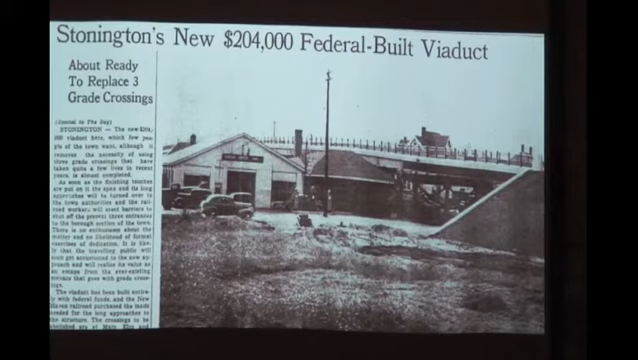 Stonington's New $204,000 Federal-Built Viaduct
About Ready
To Replace 3
Grade Crossings
(Special to The Day)
STONINGTON — The new $204,-
000 viaduct here, which few peo-
ple of the town want, although it
removes the necessity of using
three grade crossings that have
taken quite a few lives in recent
years, is almost completed.
As soon as the finishing touches
are put on it the span and its long
approaches will be turned over to
the town authorities and the rail-
road workers will erect barriers to
shut off the present three entrances
to the borough section of the town.
There is no enthusiasm about the
matter and no likelihood of formal
exercises of dedication. It is like-
ly that the travelling public will
soon get accustomed to the new ap-
proach and will realize its value as
an escape from the ever-existing
menace that goes with grade cross-
ings.
The viaduct has been built entire-
ly with federal funds, and the New
Haven railroad purchased the lands
needed for the long approaches to
the structure. The crossings to be
abolished are at Main, Elm and